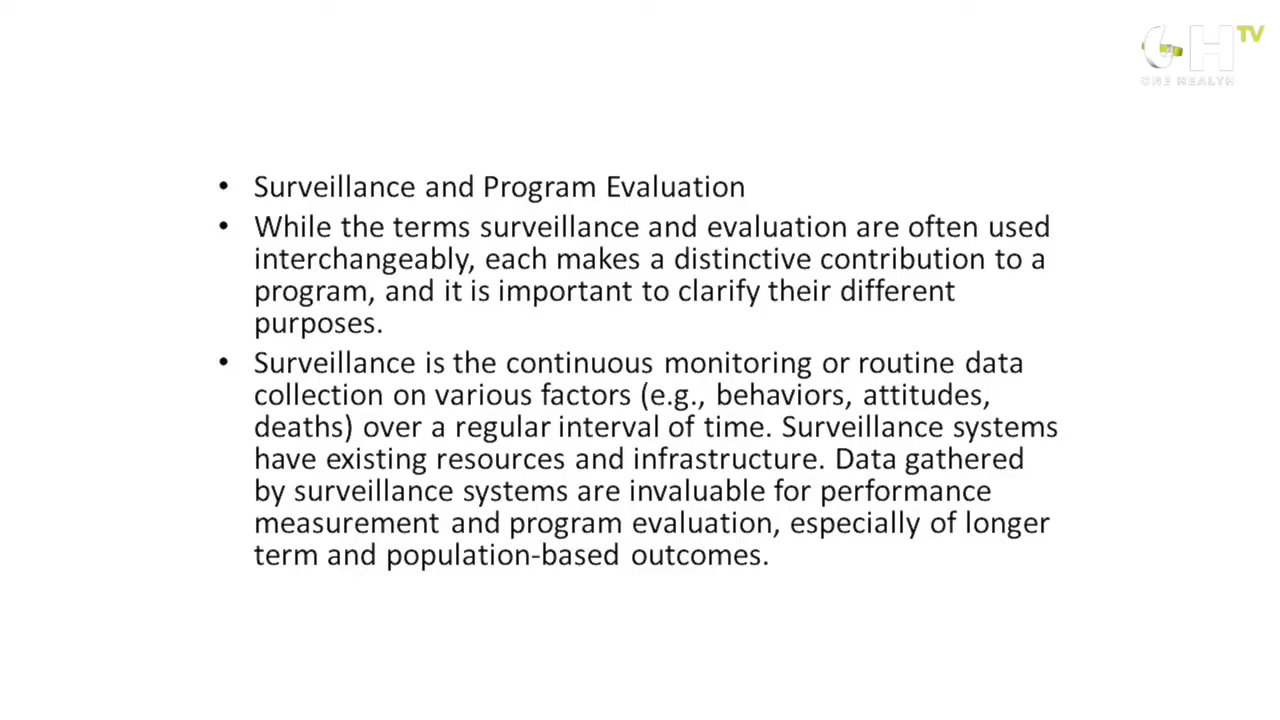 TV
ONE HEALTH
• Surveillance and Program Evaluation
• While the terms surveillance and evaluation are often used
interchangeably, each makes a distinctive contribution to a
program, and it is important to clarify their different
purposes.
• Surveillance is the continuous monitoring or routine data
collection on various factors (e.g., behaviors, attitudes,
deaths) over a regular interval of time. Surveillance systems
have existing resources and infrastructure. Data gathered
by surveillance systems are invaluable for performance
measurement and program evaluation, especially of longer
term and population-based outcomes.